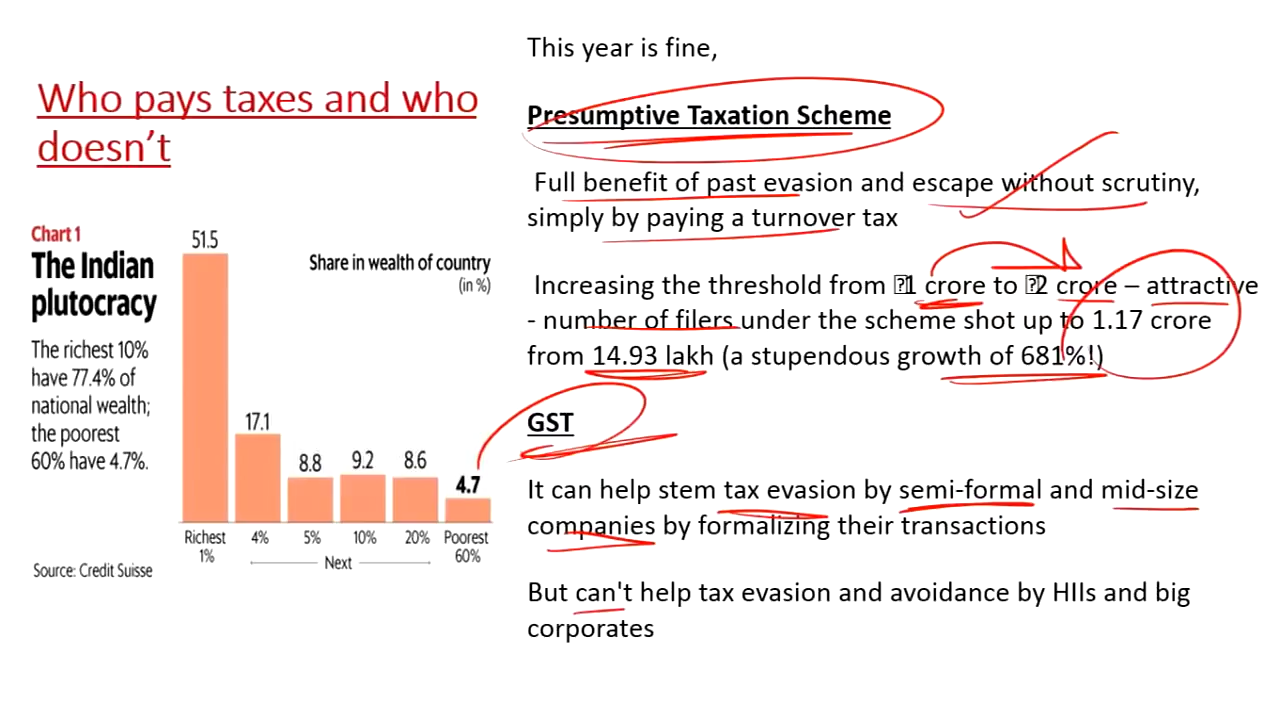 Who pays taxes and who
doesn't
Chart 1
The Indian
plutocracy
The richest 10%
have 77.4% of
national wealth;
the poorest
60% have 4.7%.
Source: Credit Suisse
Share in wealth of country
(in %)
51.5
17.1
8.8
9.2
8.6
4.7
Richest
1%
4%
5%
10%
20%
Poorest
60%
Next
This year is fine,
Presumptive Taxation Scheme
Full benefit of past evasion and escape without scrutiny,
simply by paying a turnover tax
Increasing the threshold from 1 crore to 2 crore – attractive
- number of filers under the scheme shot up to 1.17 crore
from 14.93 lakh (a stupendous growth of 681%!)
GST
It can help stem tax evasion by semi-formal and mid-size
companies by formalizing their transactions
But can't help tax evasion and avoidance by HIIs and big
corporates